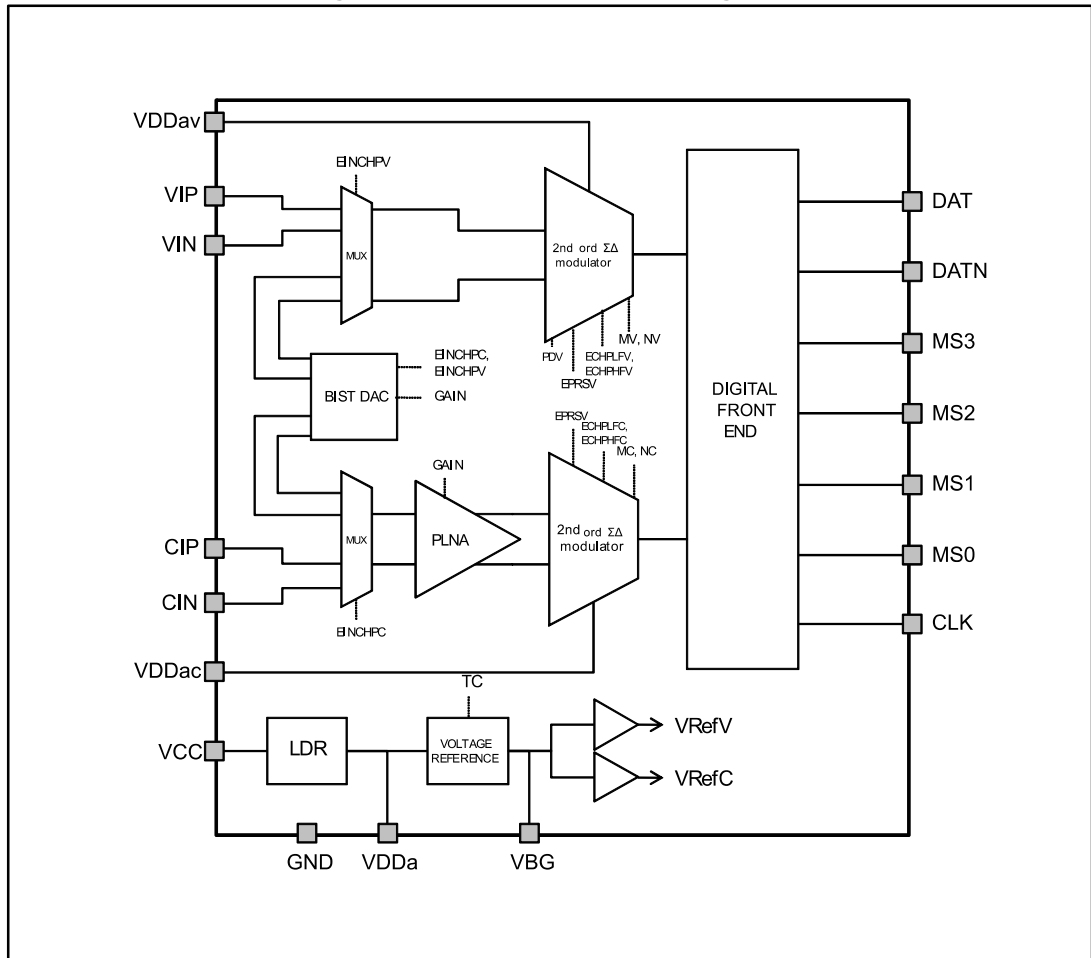 VDDav
EINCHPV
VIP
VIN
MUX
2nd ord ΣΔ
modulator
PDV
EPRSV
ECHPLFV,
ECHPHFV
MV, NV
BIST DAC
EINCHPC,
EINCHPV
GAIN
DIGITAL
FRONT
END
DAT
DATN
MS3
MS2
MS1
MS0
CLK
EPRSV
ECHPLFC,
ECHPHFC
MC, NC
GAIN
MUX
PLNA
2nd ord ΣΔ
modulator
CIP
CIN
EINCHPC
VDDac
TC
VCC
LDR
VOLTAGE
REFERENCE
VRefV
VRefC
GND
VDDa
VBG